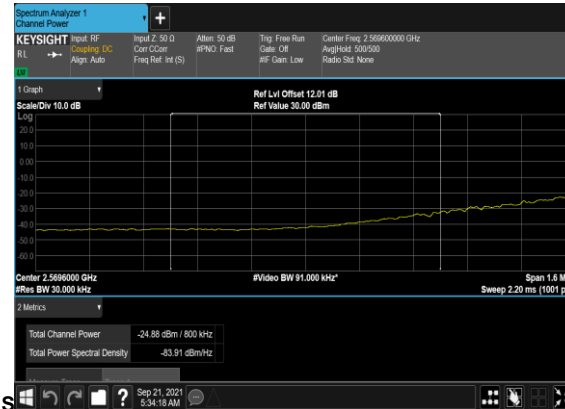 Spectrum Analyzer 1
Channel Power
+
KEYSIGHT Input: RF Input Z: 50 Ω Atten: 50 dB Trig: Free Run Center Freq: 2.569600000 GHz
RL Coupling: DC Corr CCorr #PNO: Fast Gate: Off Avg|Hold: 500/500
Align: Auto Freq Ref: Int (S) #IF Gain: Low Radio Std: None
1 Graph
Ref Lvl Offset 12.01 dB
Scale/Div 10.0 dB Ref Value 30.00 dBm
Log
20.0
10.0
0.00
-10.0
-20.0
-30.0
-40.0
-50.0
-60.0
Center 2.5696000 GHz #Video BW 91.000 kHz* Span 1.6 M
#Res BW 30.000 kHz Sweep 2.20 ms (1001 p
2 Metrics
Total Channel Power -24.88 dBm / 800 kHz
Total Power Spectral Density -83.91 dBm/Hz
S
? Sep 21, 2021
5:34:18 AM